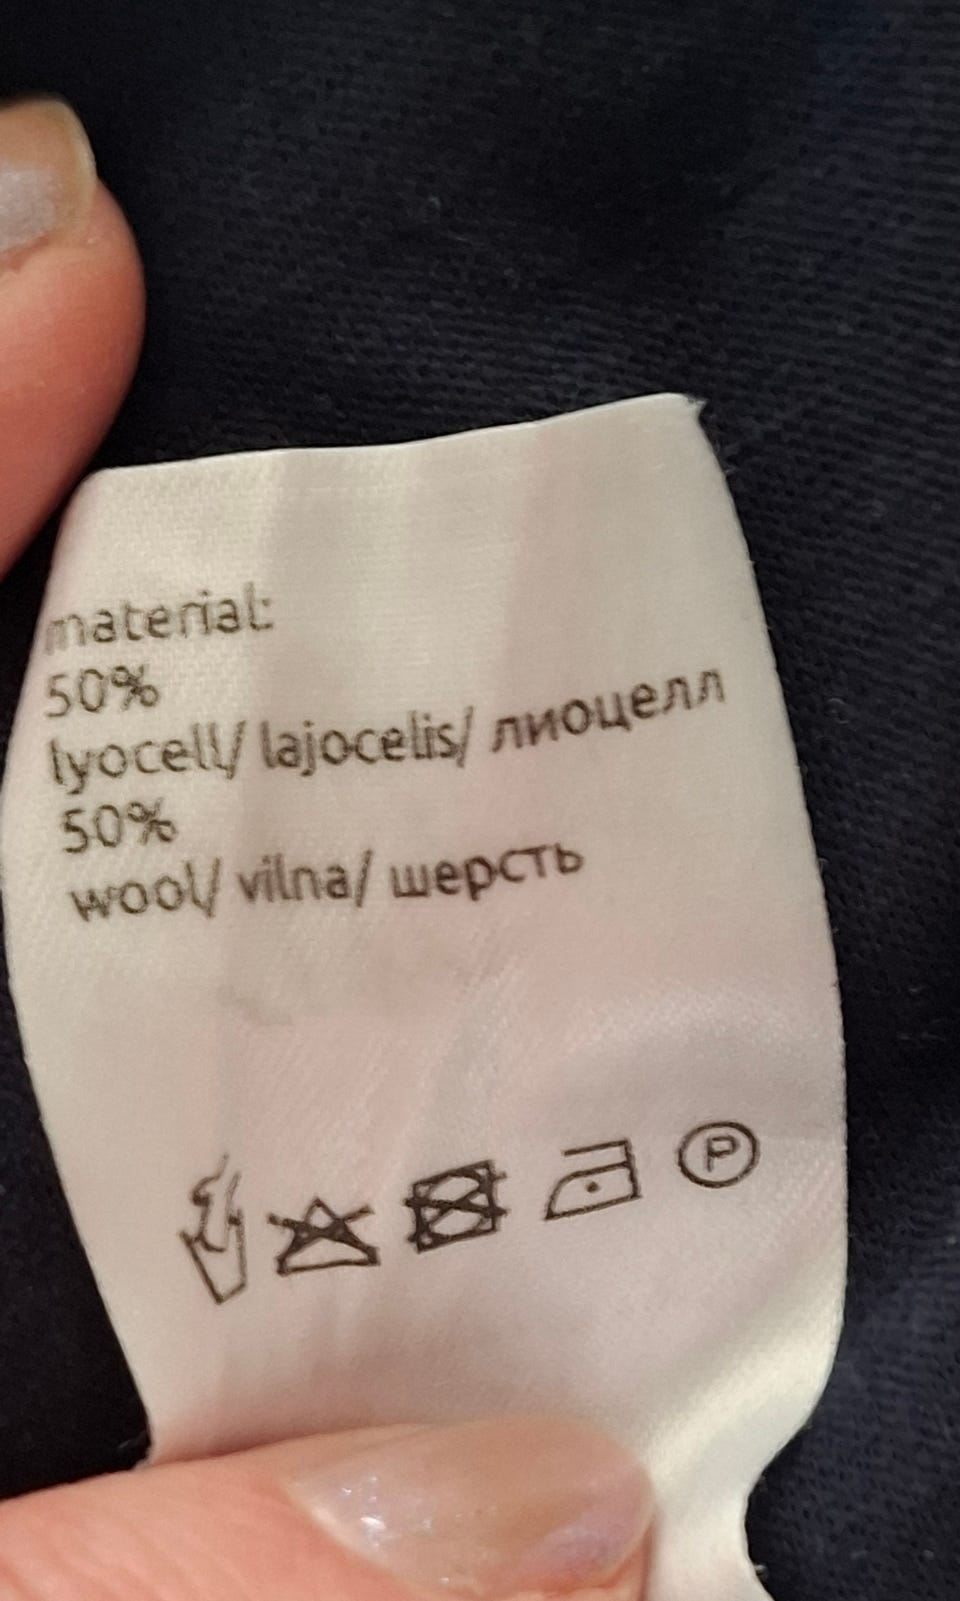 material:
50%
lyocell/ lajocelis/ лиоцелл
50%
wool/ vilna/ шерсть
P